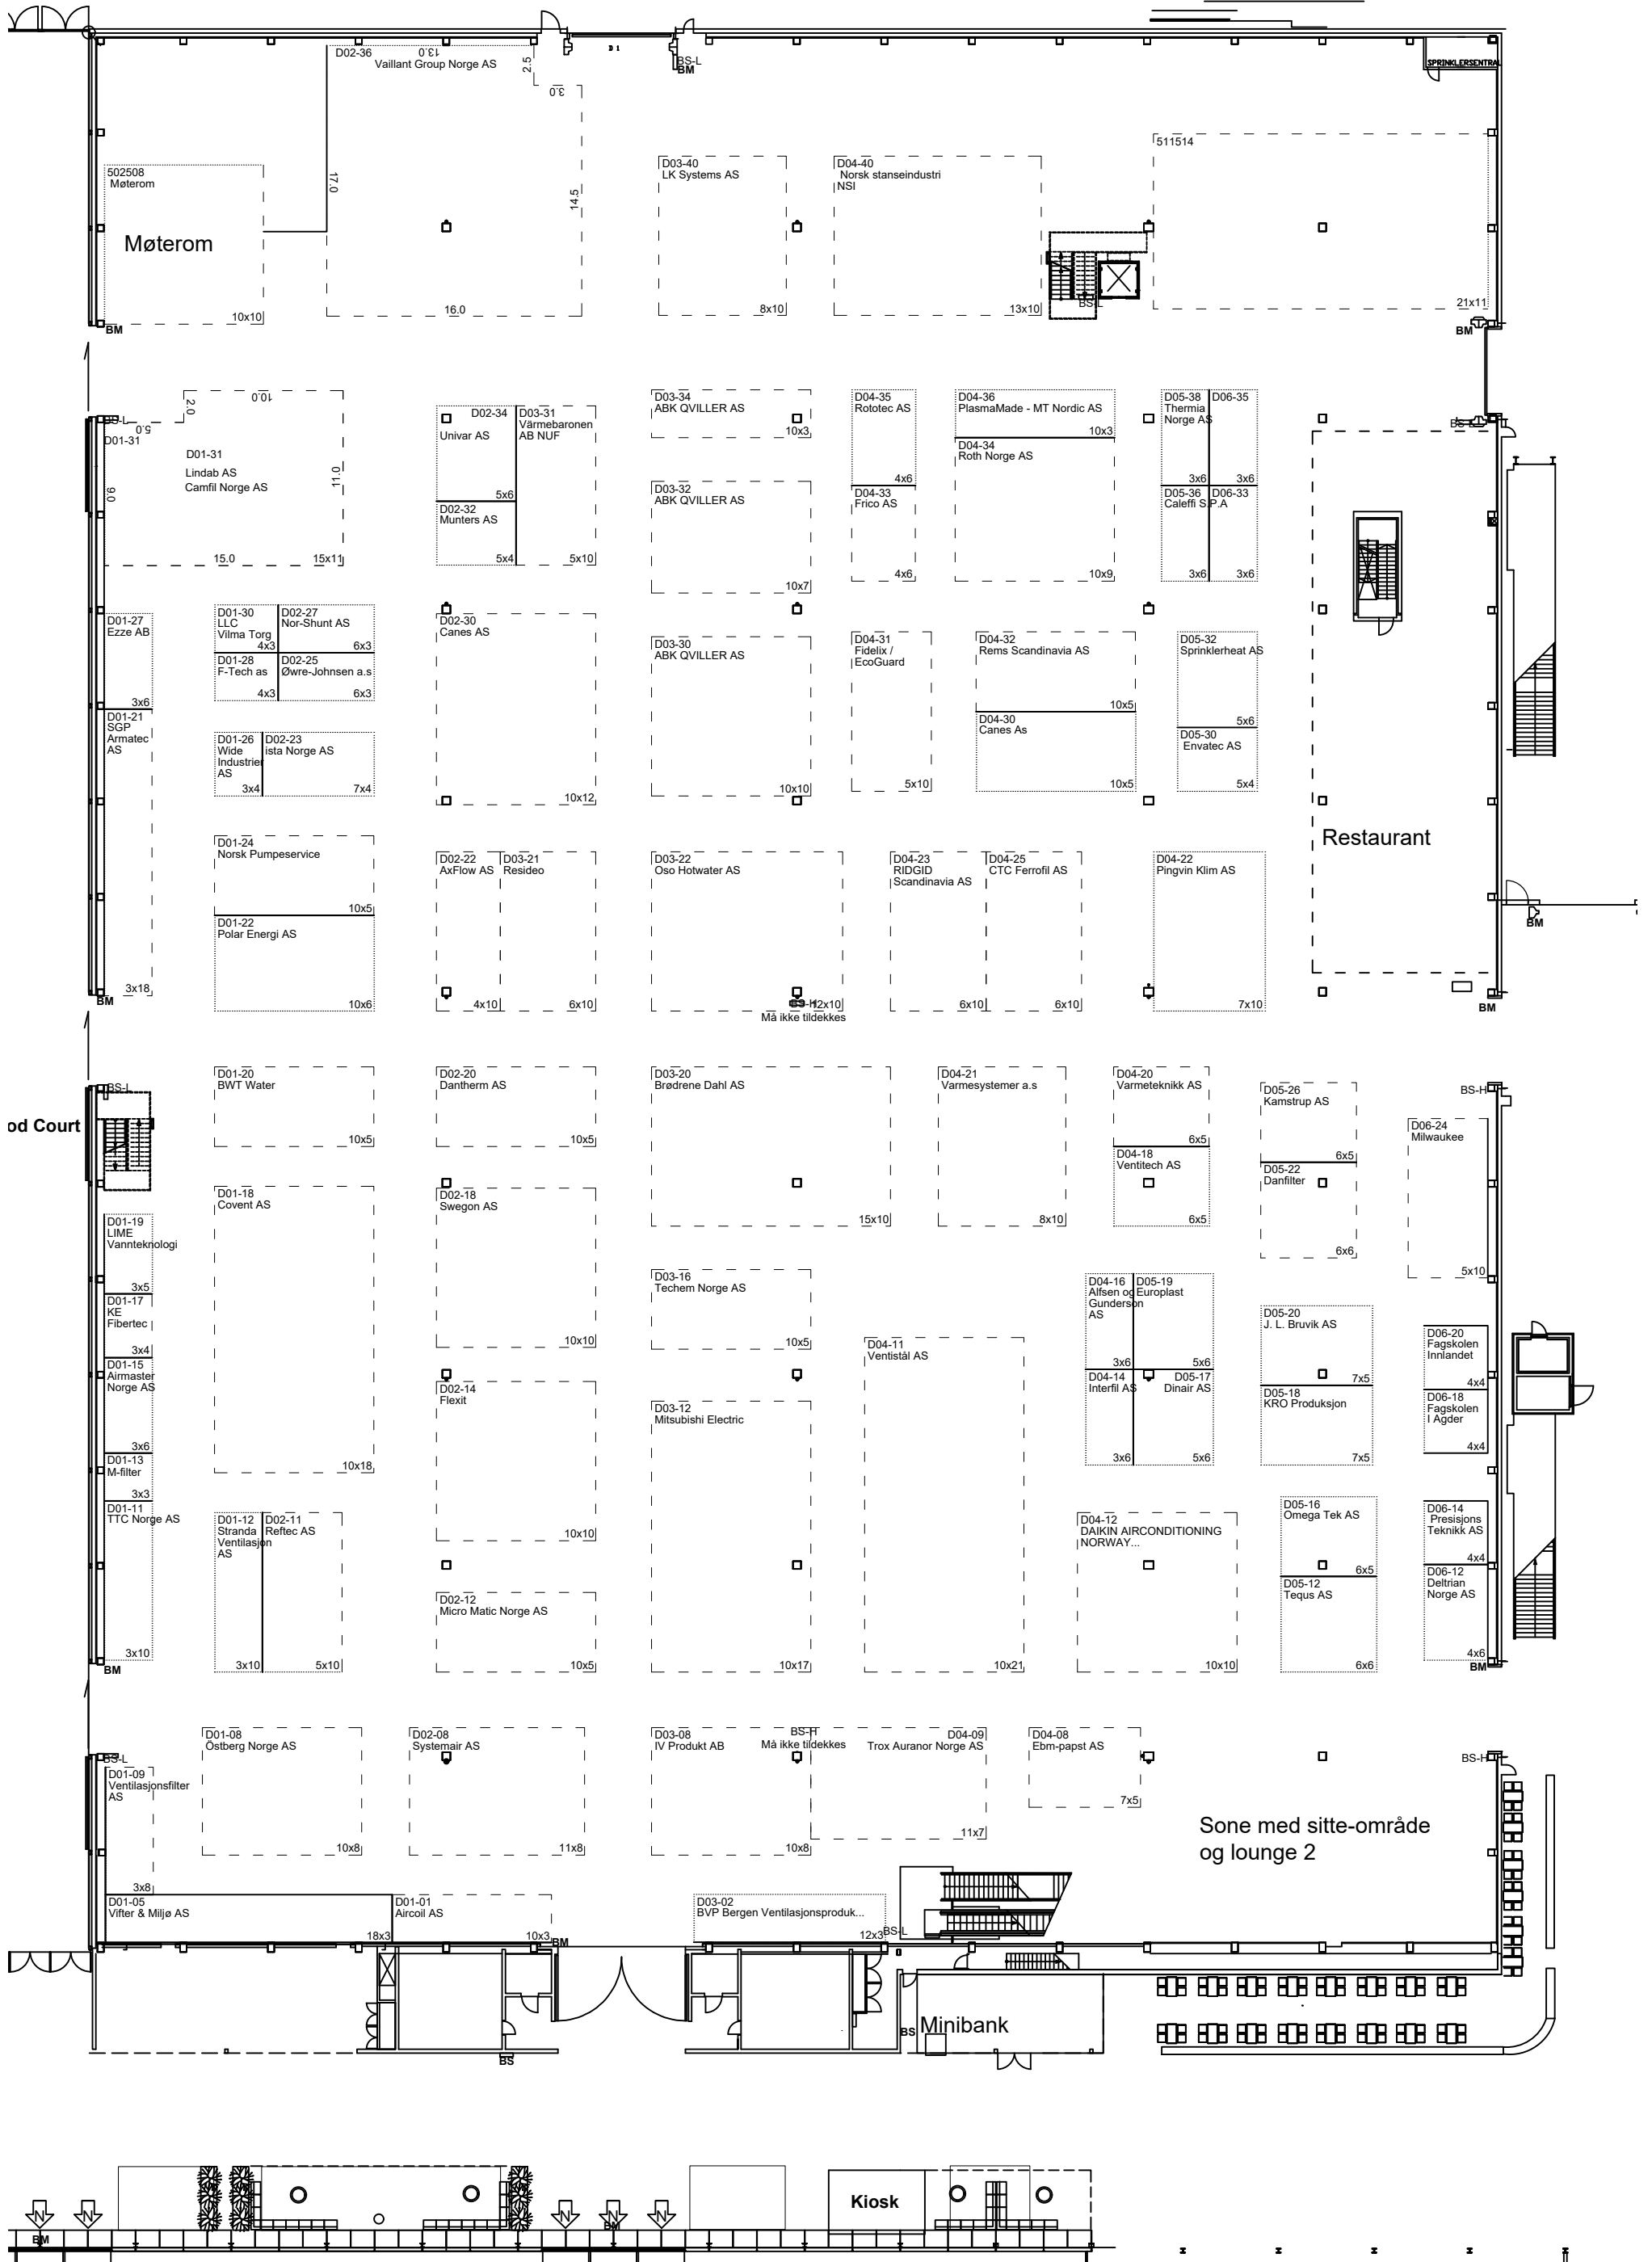 D02-36
13.0
Vaillant Group Norge AS
2.5
3.0
17.0
14.5
16.0
D 1
BS-L
BM
SPRINKLERSENTRAL
502508
Møterom
Møterom
10x10
BM
D03-40
LK Systems AS
8x10
D04-40
Norsk stanseindustri
NSI
13x10
BS-L
511514
21x11
BM
BS-L
D01-31
5.0
2.0
10.0
D01-31
Lindab AS
Camfil Norge AS
9.0
11.0
15.0
15x11
D02-34
Univar AS
5x6
D03-31
Värmebaronen
AB NUF
5x10
D02-32
Munters AS
5x4
D03-34
ABK QVILLER AS
10x3
D03-32
ABK QVILLER AS
10x7
D04-35
Rototec AS
4x6
D04-33
Frico AS
4x6
D04-36
PlasmaMade - MT Nordic AS
10x3
D04-34
Roth Norge AS
10x9
D05-38
Thermia
Norge AS
3x6
D06-35
3x6
D05-36
Caleffi S.P.A
3x6
D06-33
3x6
D01-27
Ezze AB
3x6
D01-21
SGP
Armatec
AS
3x18
BM
D01-30
LLC
Vilma Torg
4x3
D02-27
Nor-Shunt AS
6x3
D01-28
F-Tech as
4x3
D02-25
Øwre-Johnsen a.s
6x3
D01-26
Wide
Industrier
AS
3x4
D02-23
ista Norge AS
7x4
D02-30
Canes AS
10x12
D03-30
ABK QVILLER AS
10x10
D04-31
Fidelix /
EcoGuard
5x10
D04-32
Rems Scandinavia AS
10x5
D04-30
Canes As
10x5
D05-32
Sprinklerheat AS
5x6
D05-30
Envatec AS
5x4
Restaurant
BM
BM
D01-24
Norsk Pumpeservice
10x5
D01-22
Polar Energi AS
10x6
D02-22
AxFlow AS
4x10
D03-21
Resideo
6x10
D03-22
Oso Hotwater AS
12x10
BS-H
Må ikke tildekkes
D04-23
RIDGID
Scandinavia AS
6x10
D04-25
CTC Ferrofil AS
6x10
D04-22
Pingvin Klim AS
7x10
BS-L
od Court
D01-20
BWT Water
10x5
D02-20
Dantherm AS
10x5
D03-20
Brødrene Dahl AS
15x10
D04-21
Varmesystemer a.s
8x10
D04-20
Varmeteknikk AS
6x5
D04-18
Ventitech AS
6x5
D05-26
Kamstrup AS
6x5
D05-22
Danfilter
6x6
BS-H
D06-24
Milwaukee
5x10
D01-19
LIME
Vannteknologi
3x5
D01-17
KE
Fibertec
3x4
D01-15
Airmaster
Norge AS
3x6
D01-13
M-filter
3x3
D01-11
TTC Norge AS
3x10
BM
D01-18
Covent AS
10x18
D01-12
Stranda
Ventilasjon
AS
3x10
D02-11
Reftec AS
5x10
D02-18
Swegon AS
10x10
D02-14
Flexit
10x10
D02-12
Micro Matic Norge AS
10x5
D03-16
Techem Norge AS
10x5
D03-12
Mitsubishi Electric
10x17
D04-11
Ventistål AS
10x21
D04-16
Alfsen og
Gunderson
AS
3x6
D05-19
Europlast
5x6
D04-14
Interfil AS
3x6
D05-17
Dinair AS
5x6
D05-20
J. L. Bruvik AS
7x5
D05-18
KRO Produksjon
7x5
D06-20
Fagskolen
Innlandet
4x4
D06-18
Fagskolen
I Agder
4x4
D04-12
DAIKIN AIRCONDITIONING
NORWAY...
10x10
D05-16
Omega Tek AS
6x5
D05-12
Tequs AS
6x6
D06-14
Presisjons
Teknikk AS
4x4
D06-12
Deltrian
Norge AS
4x6
BM
BS-L
D01-09
Ventilasjonsfilter
AS
3x8
D01-08
Östberg Norge AS
10x8
D02-08
Systemair AS
11x8
D03-08
IV Produkt AB
10x8
BS-H
Må ikke tildekkes
D04-09
Trox Auranor Norge AS
11x7
D04-08
Ebm-papst AS
7x5
BS-H
Sone med sitte-område
og lounge 2
D01-05
Vifter & Miljø AS
18x3
D01-01
Aircoil AS
10x3
BM
D03-02
BVP Bergen Ventilasjonsproduk...
12x3
BS-L
BS
Minibank
BS
Kiosk
N
N
N
N
N
BM
BM